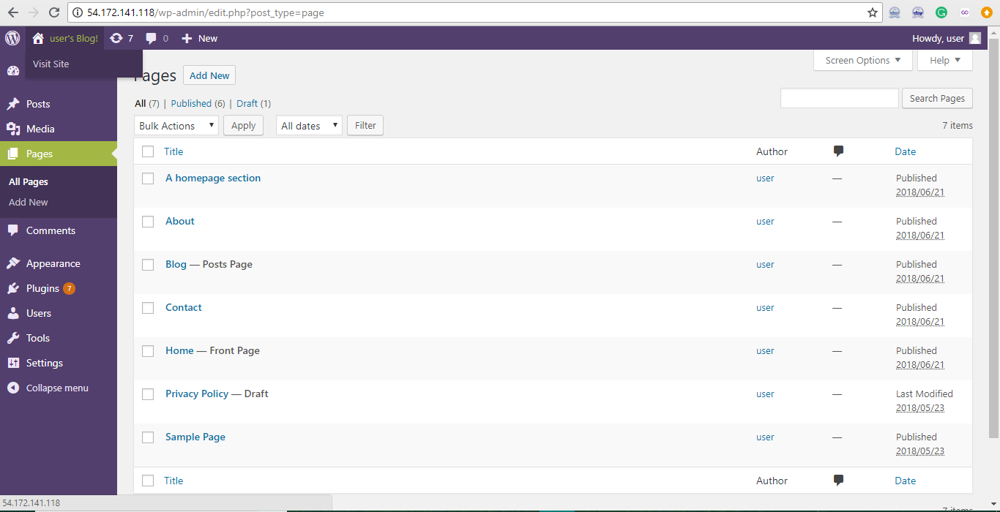 54.172.141.118/wp-admin/edit.php?post_type=page
user's Blog! 7 0 New Howdy, user
Visit Site
Screen Options Help
Pages Add New
All (7) | Published (6) | Draft (1)
Search Pages
Bulk Actions Apply All dates Filter 7 items
Posts
Media
Pages
All Pages
Add New
Comments
Appearance
Plugins 7
Users
Tools
Settings
Collapse menu
Title Author Date
A homepage section user — Published
2018/06/21
About user — Published
2018/06/21
Blog — Posts Page user — Published
2018/06/21
Contact user — Published
2018/06/21
Home — Front Page user — Published
2018/06/21
Privacy Policy — Draft user — Last Modified
2018/05/23
Sample Page user — Published
2018/05/23
Title Author Date
54.172.141.118
7 items